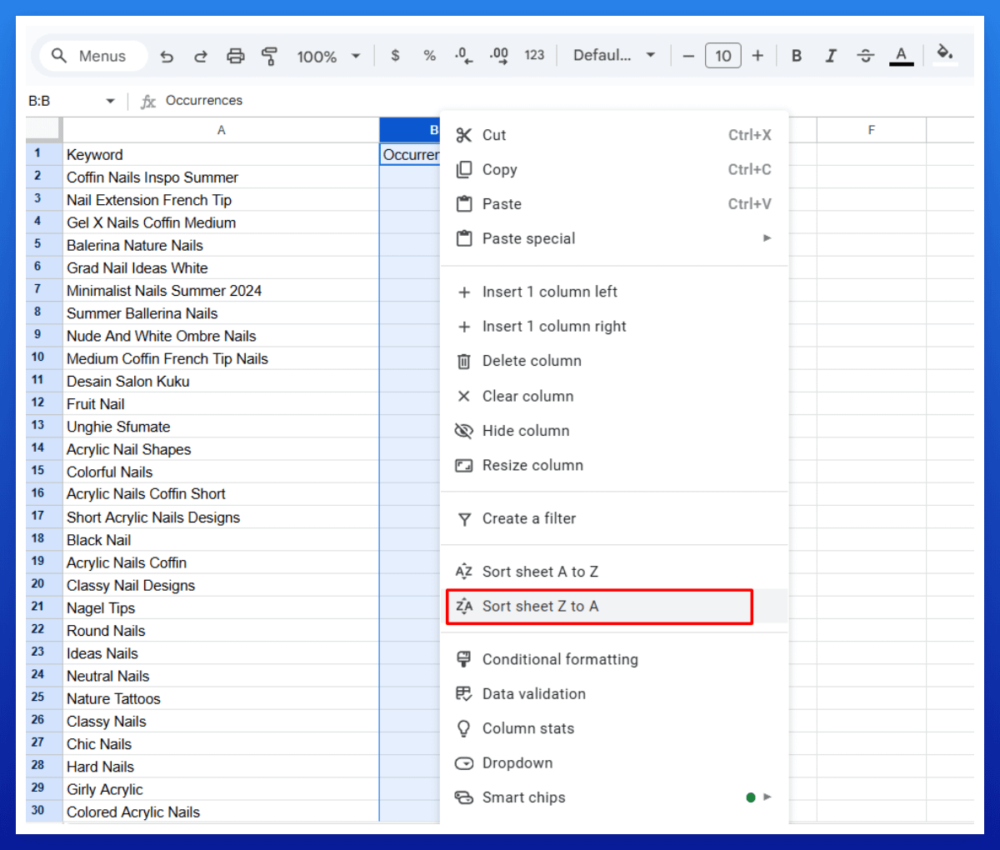 Menus 100% $ % .0 .00 123 Defaul... − 10 + B I S A
B:B fx Occurrences
A B F
1 Keyword Occurren
2 Coffin Nails Inspo Summer
3 Nail Extension French Tip
4 Gel X Nails Coffin Medium
5 Balerina Nature Nails
6 Grad Nail Ideas White
7 Minimalist Nails Summer 2024
8 Summer Ballerina Nails
9 Nude And White Ombre Nails
10 Medium Coffin French Tip Nails
11 Desain Salon Kuku
12 Fruit Nail
13 Unghie Sfumate
14 Acrylic Nail Shapes
15 Colorful Nails
16 Acrylic Nails Coffin Short
17 Short Acrylic Nails Designs
18 Black Nail
19 Acrylic Nails Coffin
20 Classy Nail Designs
21 Nagel Tips
22 Round Nails
23 Ideas Nails
24 Neutral Nails
25 Nature Tattoos
26 Classy Nails
27 Chic Nails
28 Hard Nails
29 Girly Acrylic
30 Colored Acrylic Nails
Cut Ctrl+X
Copy Ctrl+C
Paste Ctrl+V
Paste special
Insert 1 column left
Insert 1 column right
Delete column
Clear column
Hide column
Resize column
Create a filter
AZ Sort sheet A to Z
ZA Sort sheet Z to A
Conditional formatting
Data validation
Column stats
Dropdown
Smart chips